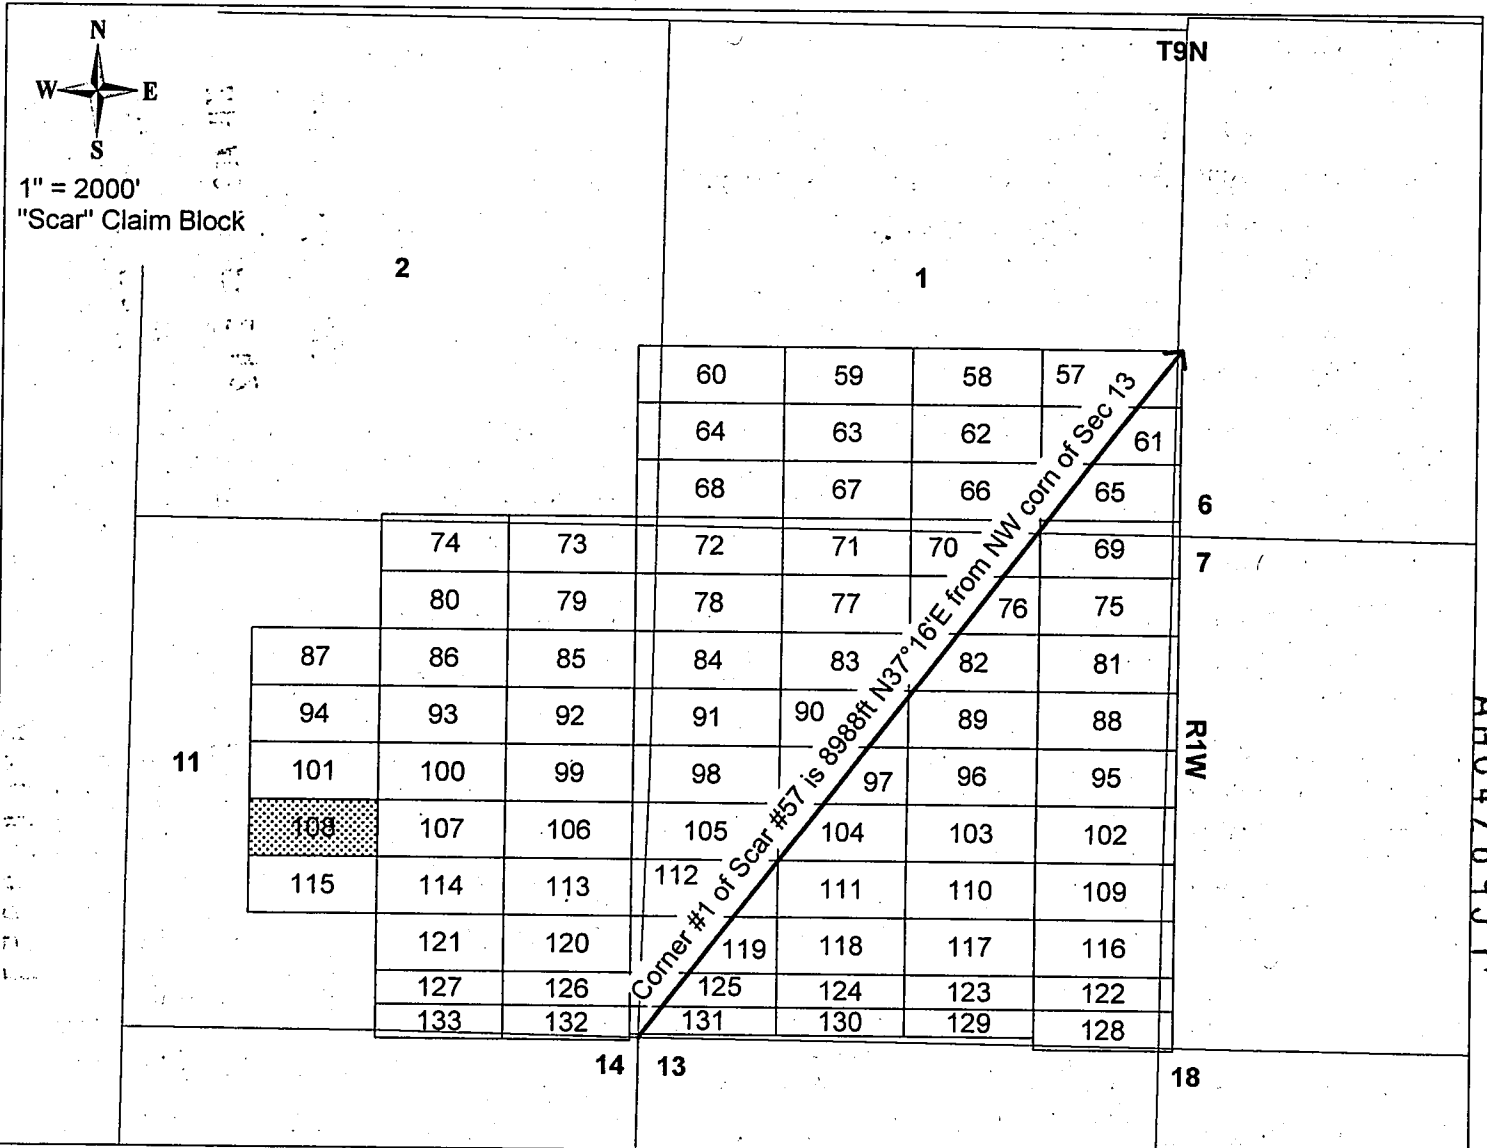 T9N
N
W E
S
1" = 2000'
"Scar" Claim Block
2
1
60 59 58 57
64 63 62 61
68 67 66 65
6
74 73 72 71 70 69
7
80 79 78 77 76 75
87 86 85 84 83 82 81
94 93 92 91 90 89 88
R1W
11
101 100 99 98 97 96 95
108 107 106 105 104 103 102
115 114 113 112 111 110 109
121 120 119 118 117 116
127 126 125 124 123 122
133 132 131 130 129 128
Corner #1 of Scar #57 is 8988ft N37°16'E from NW corn of Sec 13
14 13
18